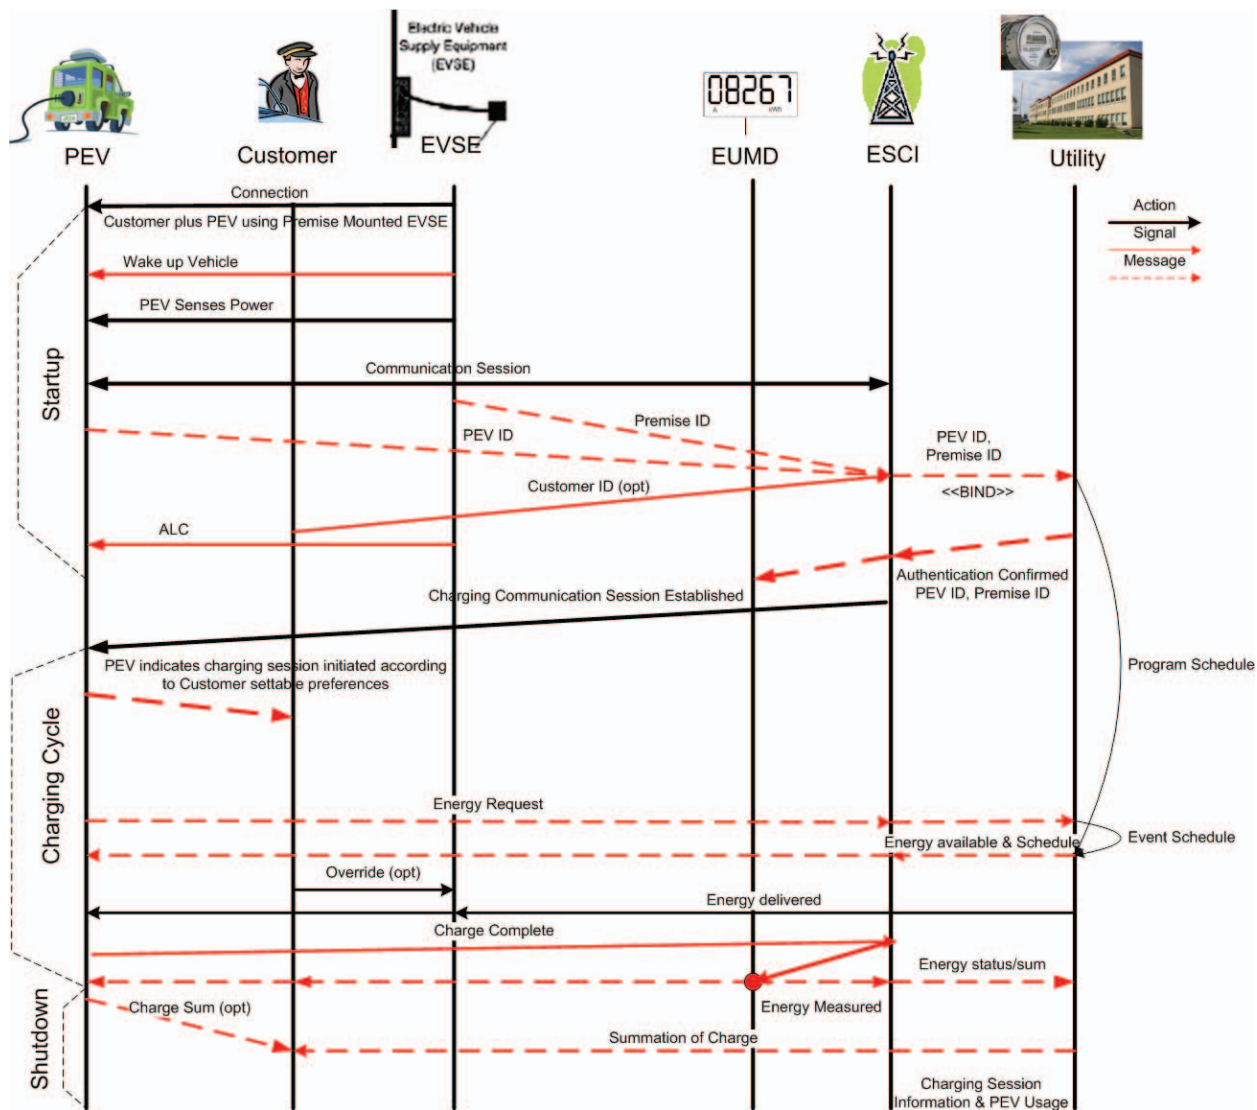 Electric Vehicle
Supply Equipment
(EVSE)
08267
A kWh
PEV
Customer
EVSE
EUMD
ESCI
Utility
Connection
Action
Customer plus PEV using Premise Mounted EVSE
Signal
Wake up Vehicle
Message
PEV Senses Power
Startup
Communication Session
Premise ID
PEV ID
PEV ID,
Premise ID
Customer ID (opt)
<<BIND>>
ALC
Authentication Confirmed
PEV ID, Premise ID
Charging Communication Session Established
PEV indicates charging session initiated according
to Customer settable preferences
Program Schedule
Charging Cycle
Energy Request
Energy available & Schedule
Event Schedule
Override (opt)
Energy delivered
Charge Complete
Energy status/sum
Shutdown
Charge Sum (opt)
Energy Measured
Summation of Charge
Charging Session
Information & PEV Usage